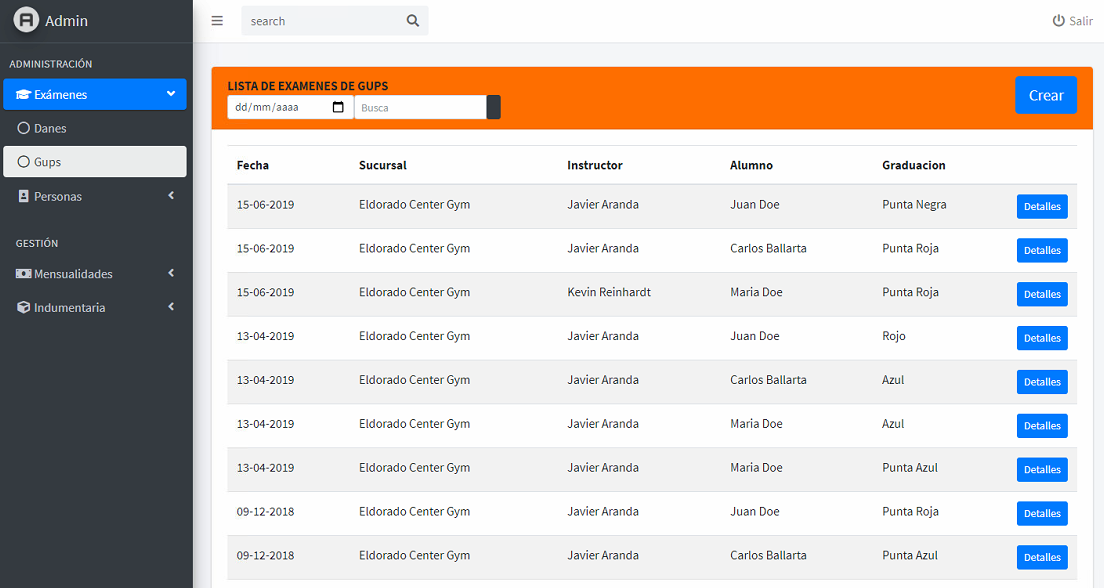 Admin
search
Salir
ADMINISTRACIÓN
Exámenes
Danes
Gups
Personas
GESTIÓN
Mensualidades
Indumentaria
LISTA DE EXAMENES DE GUPS
dd/mm/aaaa Busca
Crear
Fecha Sucursal Instructor Alumno Graduacion
15-06-2019 Eldorado Center Gym Javier Aranda Juan Doe Punta Negra Detalles
15-06-2019 Eldorado Center Gym Javier Aranda Carlos Ballarta Punta Roja Detalles
15-06-2019 Eldorado Center Gym Kevin Reinhardt Maria Doe Punta Roja Detalles
13-04-2019 Eldorado Center Gym Javier Aranda Juan Doe Rojo Detalles
13-04-2019 Eldorado Center Gym Javier Aranda Carlos Ballarta Azul Detalles
13-04-2019 Eldorado Center Gym Javier Aranda Maria Doe Azul Detalles
13-04-2019 Eldorado Center Gym Javier Aranda Maria Doe Punta Azul Detalles
09-12-2018 Eldorado Center Gym Javier Aranda Juan Doe Punta Roja Detalles
09-12-2018 Eldorado Center Gym Javier Aranda Carlos Ballarta Punta Azul Detalles